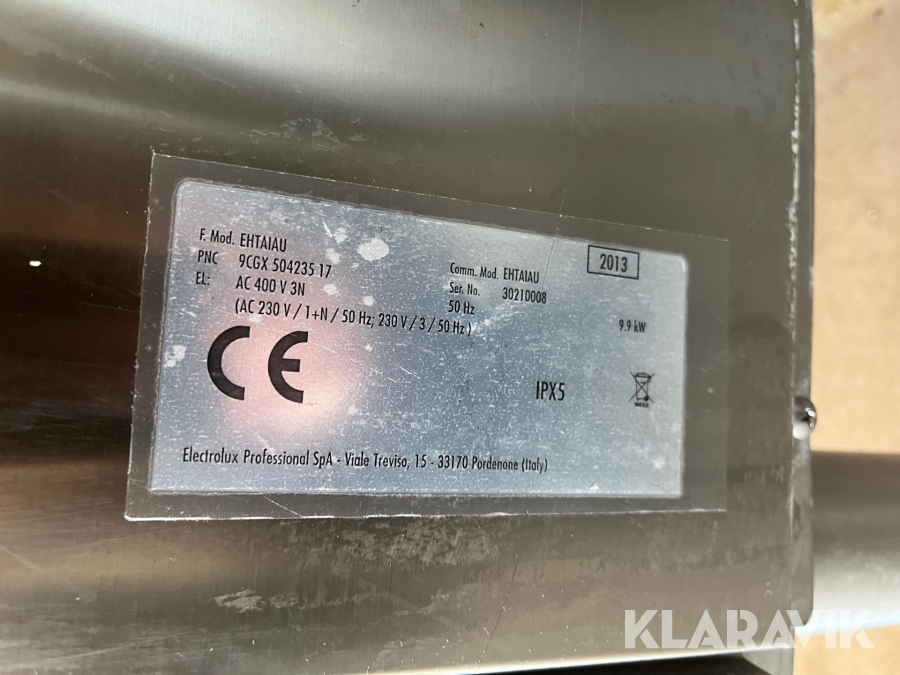 F. Mod. EHTAIAU
2013
PNC 9CGX 504235 17
Comm. Mod. EHTAIAU
EL: AC 400 V 3N
Ser. No. 30210008
(AC 230 V / 1+N / 50 Hz; 230 V / 3 / 50 Hz )
50 Hz
9.9 kW
CE
IPX5
WEEE
Electrolux Professional SpA - Viale Treviso, 15 - 33170 Pordenone (Italy)
KLARAVIK